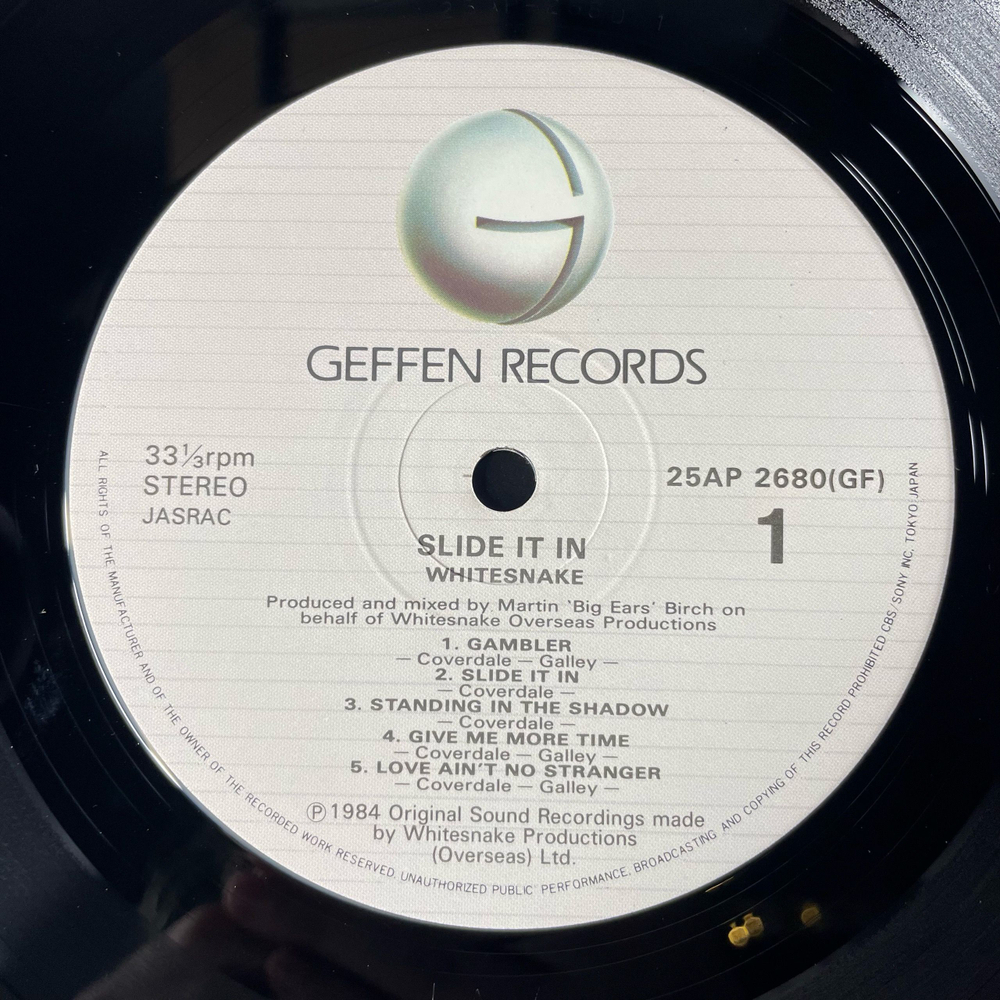 GEFFEN RECORDS
33⅓rpm
STEREO
JASRAC
25AP 2680(GF)
1
SLIDE IT IN
WHITESNAKE
Produced and mixed by Martin 'Big Ears' Birch on
behalf of Whitesnake Overseas Productions
1. GAMBLER
— Coverdale — Galley —
2. SLIDE IT IN
— Coverdale —
3. STANDING IN THE SHADOW
— Coverdale —
4. GIVE ME MORE TIME
— Coverdale — Galley —
5. LOVE AIN'T NO STRANGER
— Coverdale — Galley —
Ⓟ1984 Original Sound Recordings made
by Whitesnake Productions
(Overseas) Ltd.
ALL RIGHTS OF THE MANUFACTURER AND OF THE OWNER OF THE RECORDED WORK RESERVED. UNAUTHORIZED PUBLIC PERFORMANCE, BROADCASTING AND COPYING OF THIS RECORD PROHIBITED CBS/SONY INC. TOKYO JAPAN